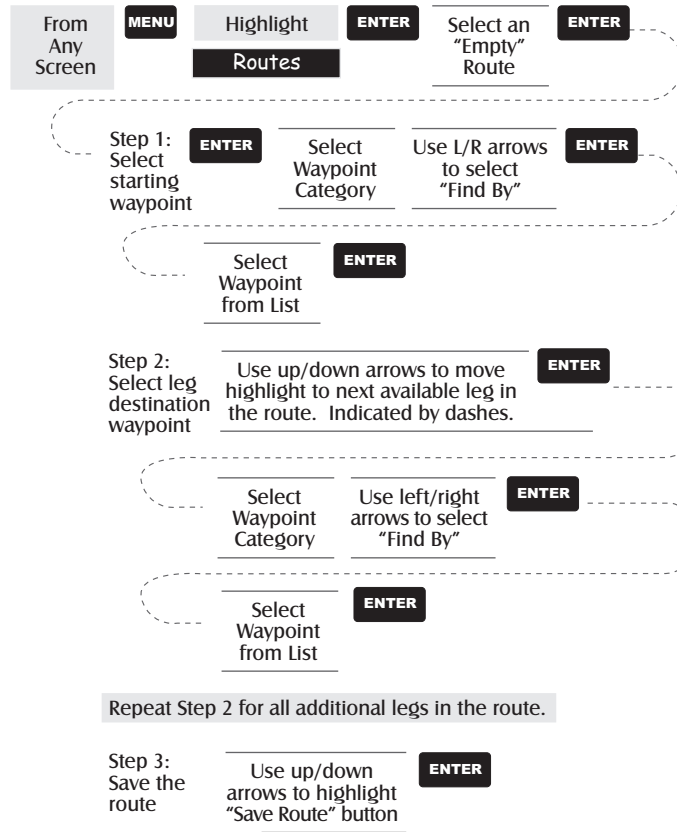 From
Any
Screen
MENU
Highlight
Routes
ENTER
Select an
“Empty”
Route
ENTER
Step 1:
Select
starting
waypoint
ENTER
Select
Waypoint
Category
Use L/R arrows
to select
“Find By”
ENTER
Select
Waypoint
from List
ENTER
Step 2:
Select leg
destination
waypoint
Use up/down arrows to move
highlight to next available leg in
the route.  Indicated by dashes.
ENTER
Select
Waypoint
Category
Use left/right
arrows to select
“Find By”
ENTER
Select
Waypoint
from List
ENTER
Repeat Step 2 for all additional legs in the route.
Step 3:
Save the
route
Use up/down
arrows to highlight
“Save Route” button
ENTER